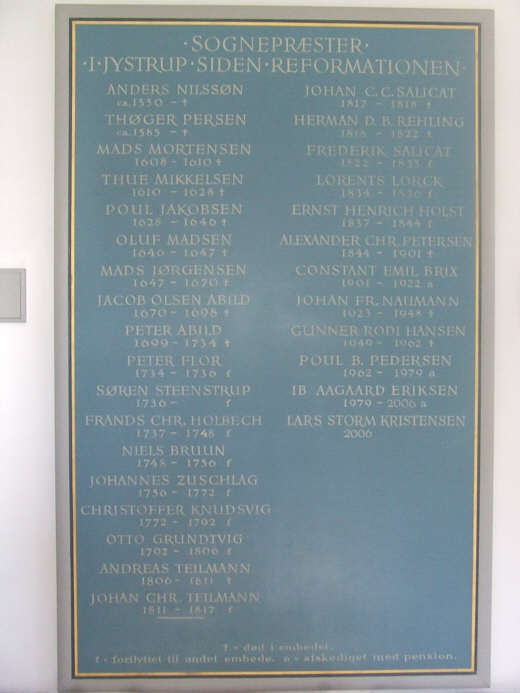 ·SOGNEPRÆSTER·
·I·JYSTRUP·SIDEN·REFORMATIONEN·
ANDERS NILSSØN
ca. 1550 - †
THØGER PERSEN
ca. 1585 - †
MADS MORTENSEN
1608 - 1610 †
THUE MIKKELSEN
1610 - 1628 †
POUL JAKOBSEN
1628 - 1646 †
OLUF MADSEN
1646 - 1647 †
MADS JØRGENSEN
1647 - 1670 †
JACOB OLSEN ABILD
1670 - 1698 †
PETER ABILD
1699 - 1734 †
PETER FLOR
1734 - 1736 f
SØREN STEENSTRUP
1736 - f
FRANDS CHR. HOLBECH
1737 - 1748 f
NIELS BRUUN
1748 - 1756 f
JOHANNES ZUSCHLAG
1756 - 1772 f
CHRISTOFFER KNUDSVIG
1772 - 1792 f
OTTO GRUNDTVIG
1792 - 1806 f
ANDREAS TEILMANN
1806 - 1811 †
JOHAN CHR. TEILMANN
1811 - 1817 f
JOHAN C. C. SALICAT
1817 - 1818 †
HERMAN D. B. REHLING
1818 - 1822 †
FREDERIK SALICAT
1822 - 1833 f
LORENTS LORCK
1834 - 1836 f
ERNST HENRICH HOLST
1837 - 1844 f
ALEXANDER CHR. PETERSEN
1844 - 1901 †
CONSTANT EMIL BRIX
1901 - 1922 a
JOHAN FR. NAUMANN
1923 - 1948 †
GUNNER RODI HANSEN
1949 - 1962 †
POUL B. PEDERSEN
1962 - 1979 a
IB AAGAARD ERIKSEN
1979 - 2006 a
LARS STORM KRISTENSEN
2006
† - død i embedet.
f - forflyttet til andet embede. a - afskediget med pension.